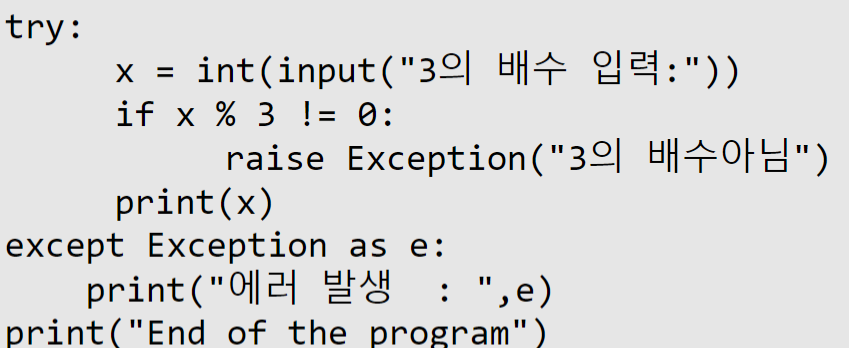 try:
x = int(input("3의 배수 입력:"))
if x % 3 != 0:
raise Exception("3의 배수아님")
print(x)
except Exception as e:
print("에러 발생  : ",e)
print("End of the program")